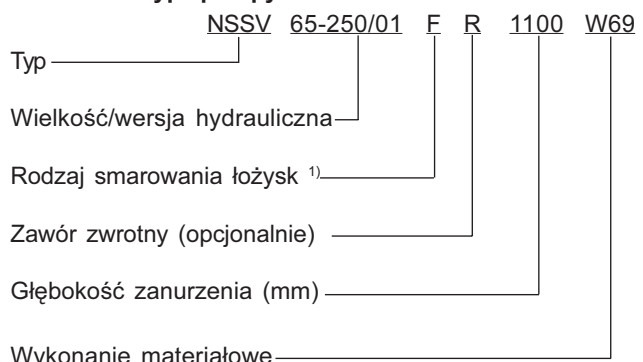 NSSV 65-250/01 F R 1100 W69
Typ
Wielkość/wersja hydrauliczna
Rodzaj smarowania łożysk 1)
Zawór zwrotny (opcjonalnie)
Głębokość zanurzenia (mm)
Wykonanie materiałowe